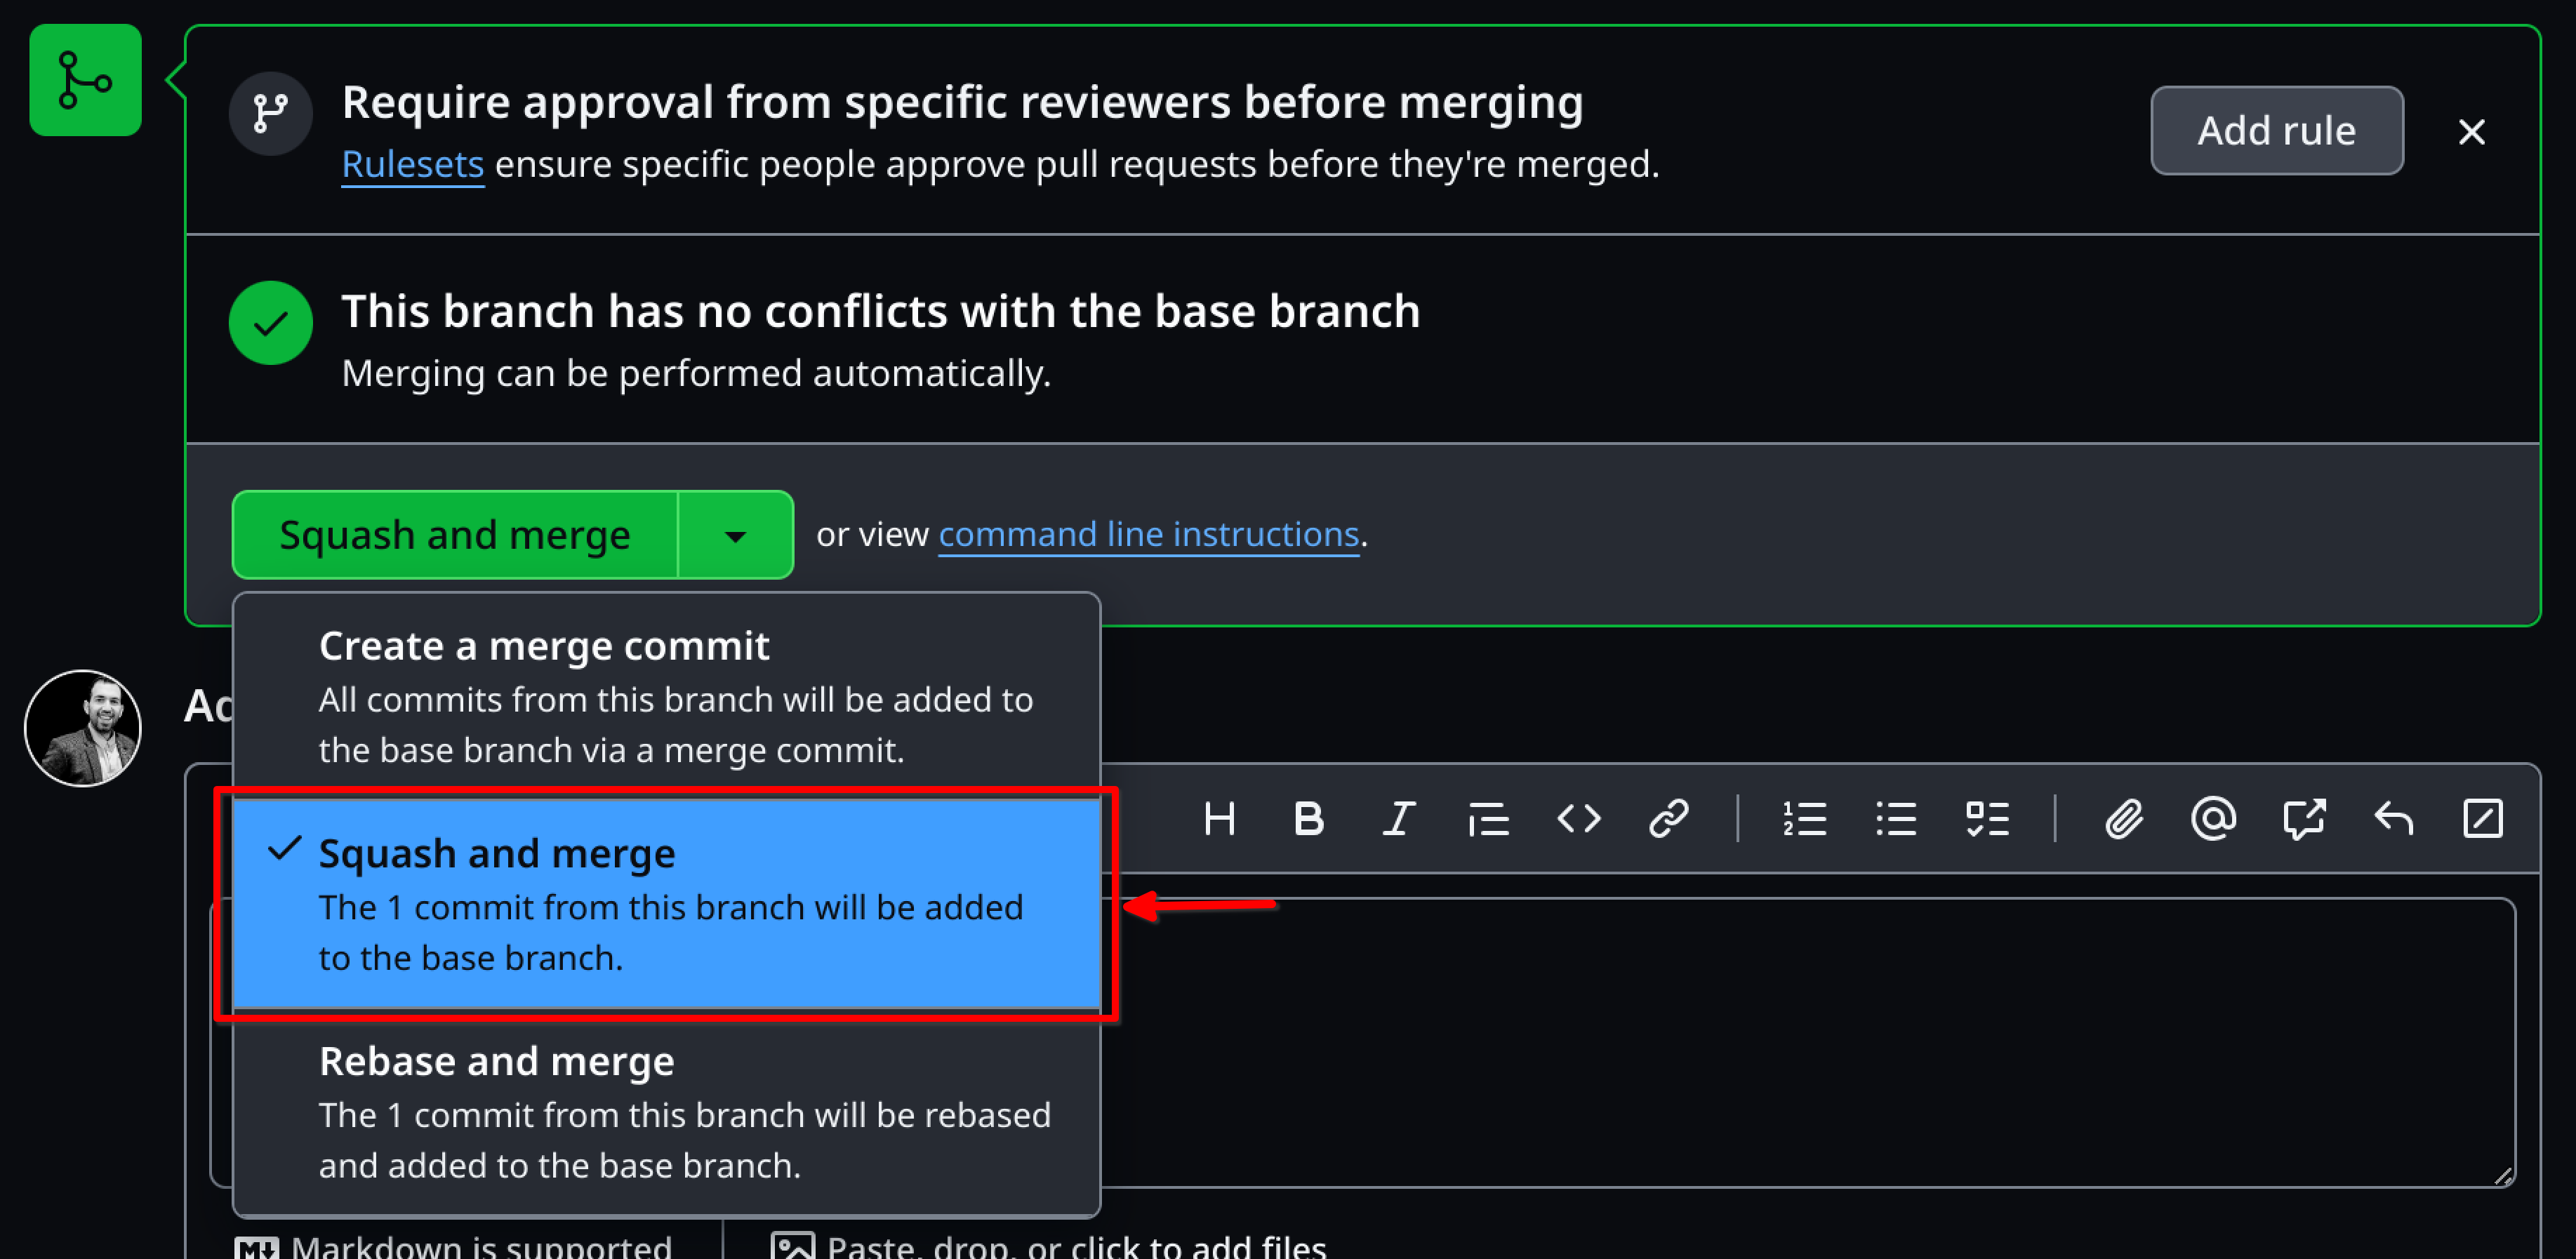 Require approval from specific reviewers before merging
Rulesets ensure specific people approve pull requests before they're merged.
Add rule
This branch has no conflicts with the base branch
Merging can be performed automatically.
Squash and merge
or view command line instructions.
Create a merge commit
All commits from this branch will be added to
the base branch via a merge commit.
Squash and merge
The 1 commit from this branch will be added
to the base branch.
Rebase and merge
The 1 commit from this branch will be rebased
and added to the base branch.
Markdown is supported
Paste, drop, or click to add files